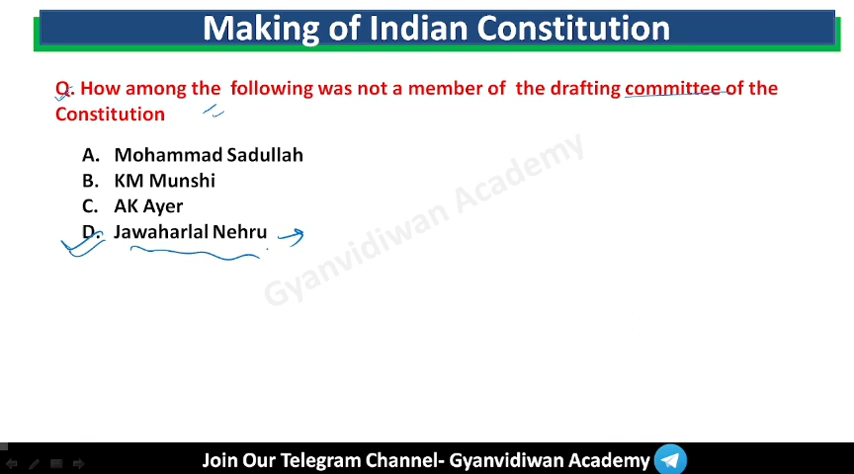 Making of Indian Constitution
Q. How among the following was not a member of the drafting committee of the
Constitution
A. Mohammad Sadullah
B. KM Munshi
C. AK Ayer
D. Jawaharlal Nehru
Gyanvidiwan Academy
Join Our Telegram Channel- Gyanvidiwan Academy